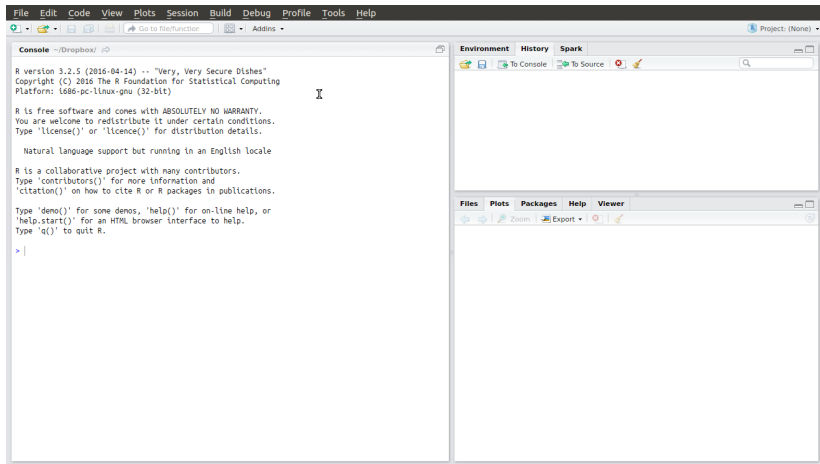 File Edit Code View Plots Session Build Debug Profile Tools Help
Go to file/function Addins Project: (None)
Console ~/Dropbox/
R version 3.2.5 (2016-04-14) -- "Very, Very Secure Dishes"
Copyright (C) 2016 The R Foundation for Statistical Computing
Platform: i686-pc-linux-gnu (32-bit)
R is free software and comes with ABSOLUTELY NO WARRANTY.
You are welcome to redistribute it under certain conditions.
Type 'license()' or 'licence()' for distribution details.
Natural language support but running in an English locale
R is a collaborative project with many contributors.
Type 'contributors()' for more information and
'citation()' on how to cite R or R packages in publications.
Type 'demo()' for some demos, 'help()' for on-line help, or
'help.start()' for an HTML browser interface to help.
Type 'q()' to quit R.
>
Environment History Spark
To Console To Source
Files Plots Packages Help Viewer
Zoom Export